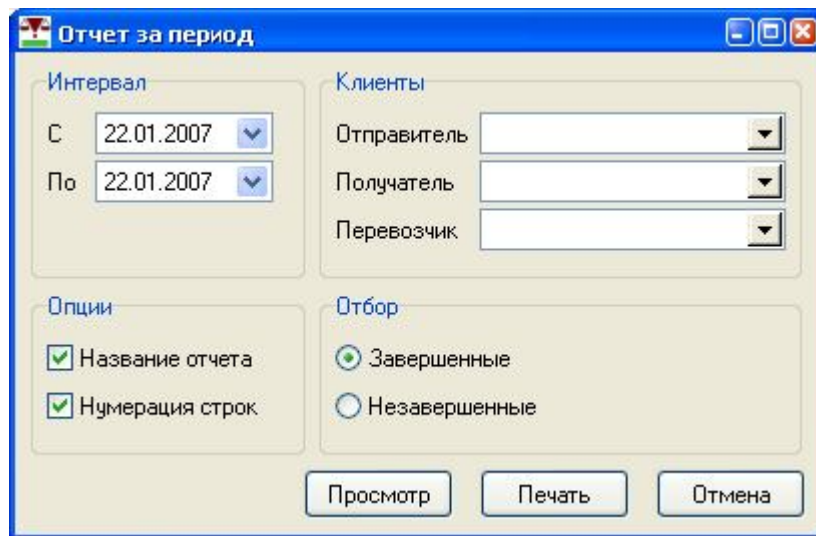 Отчет за период
Интервал
С 22.01.2007
По 22.01.2007
Клиенты
Отправитель
Получатель
Перевозчик
Опции
Название отчета
Нумерация строк
Отбор
Завершенные
Незавершенные
Просмотр Печать Отмена